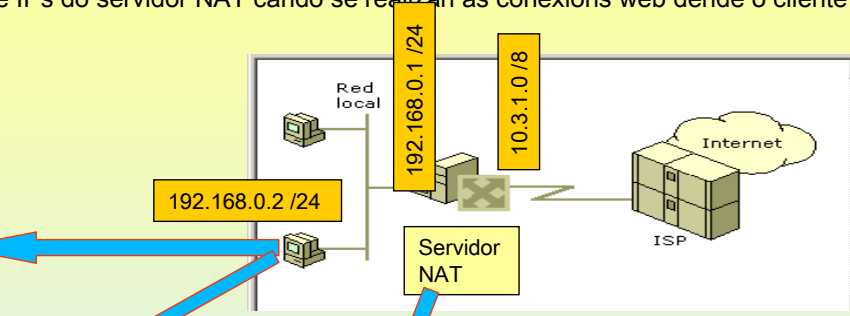 IPs do servidor NAT cando se realizan as conexións web dende o cliente
Red
local
192.168.0.1 /24
10.3.1.0 /8
Internet
192.168.0.2 /24
ISP
Servidor
NAT